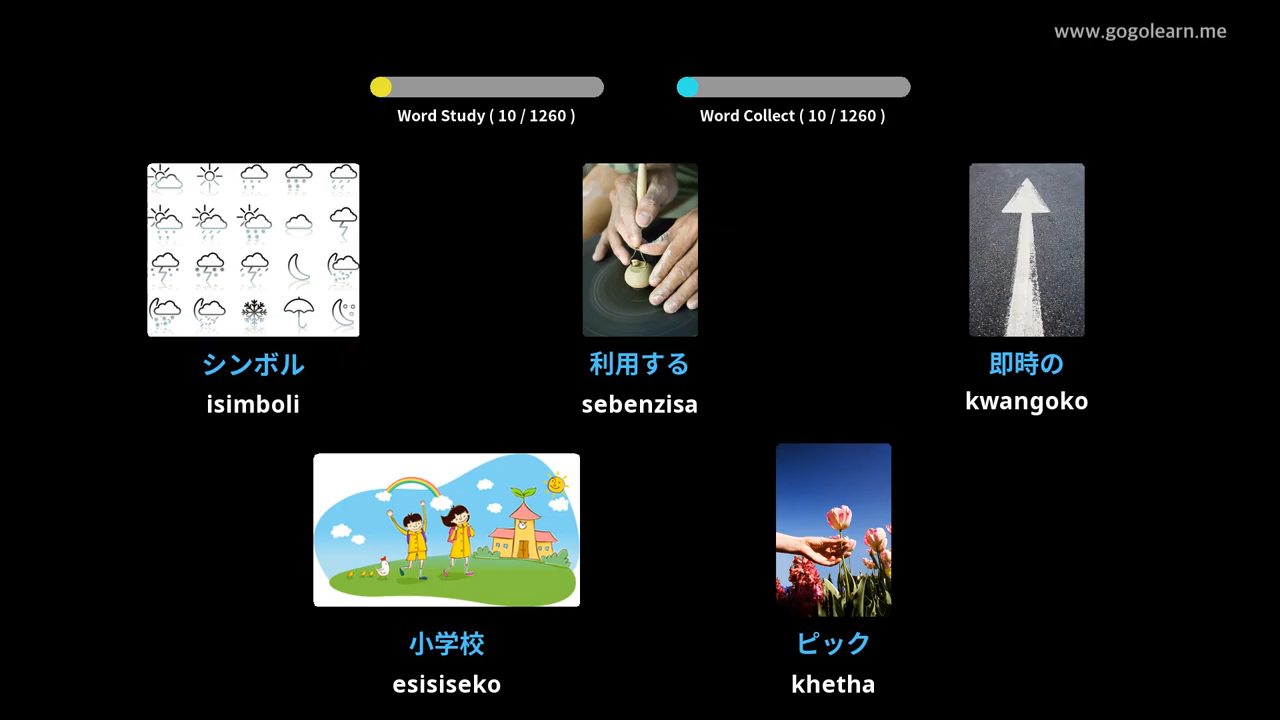 www.gogolearn.me
Word Study ( 10 / 1260 )
Word Collect ( 10 / 1260 )
シンボル
isimboli
利用する
sebenzisa
即時の
kwangoko
小学校
esisiseko
ピック
khetha